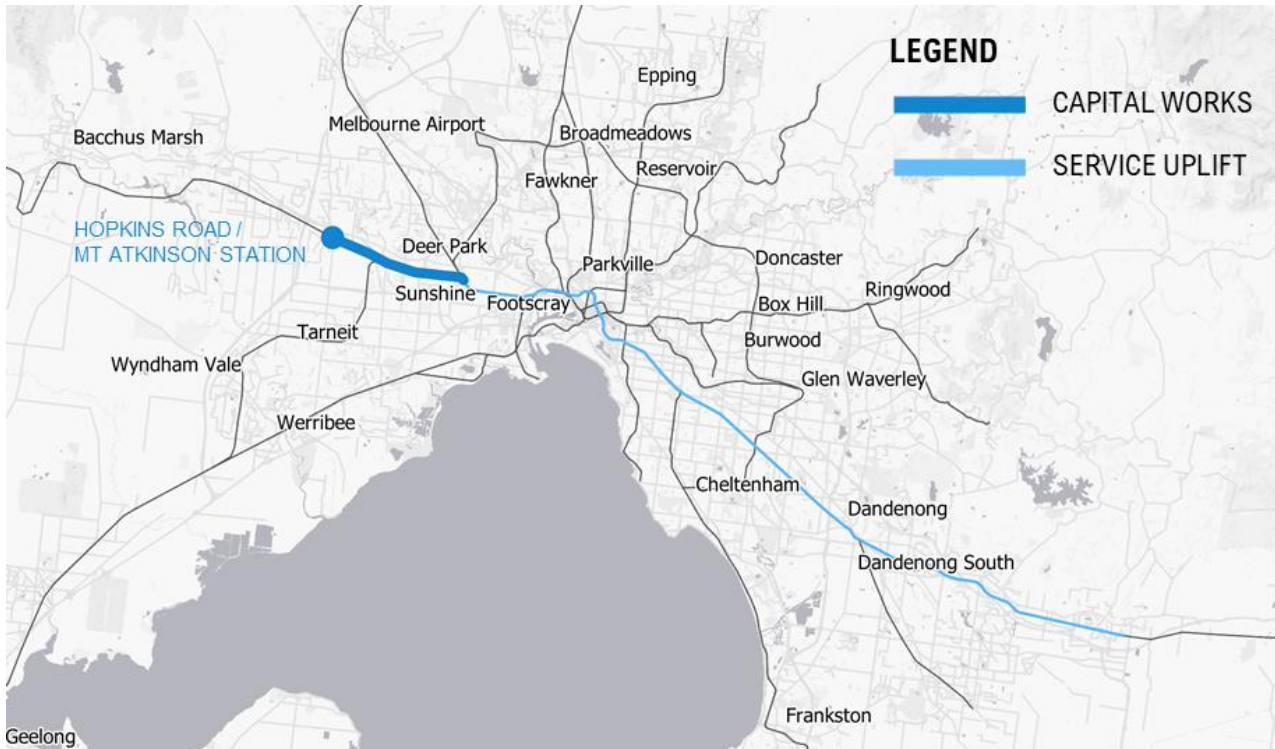 LEGEND
CAPITAL WORKS
SERVICE UPLIFT
Epping
Bacchus Marsh
Melbourne Airport
Broadmeadows
Reservoir
Fawkner
HOPKINS ROAD /
MT ATKINSON STATION
Deer Park
Parkville
Doncaster
Sunshine
Footscray
Box Hill
Ringwood
Tarneit
Burwood
Wyndham Vale
Glen Waverley
Werribee
Cheltenham
Dandenong
Dandenong South
Frankston
Geelong